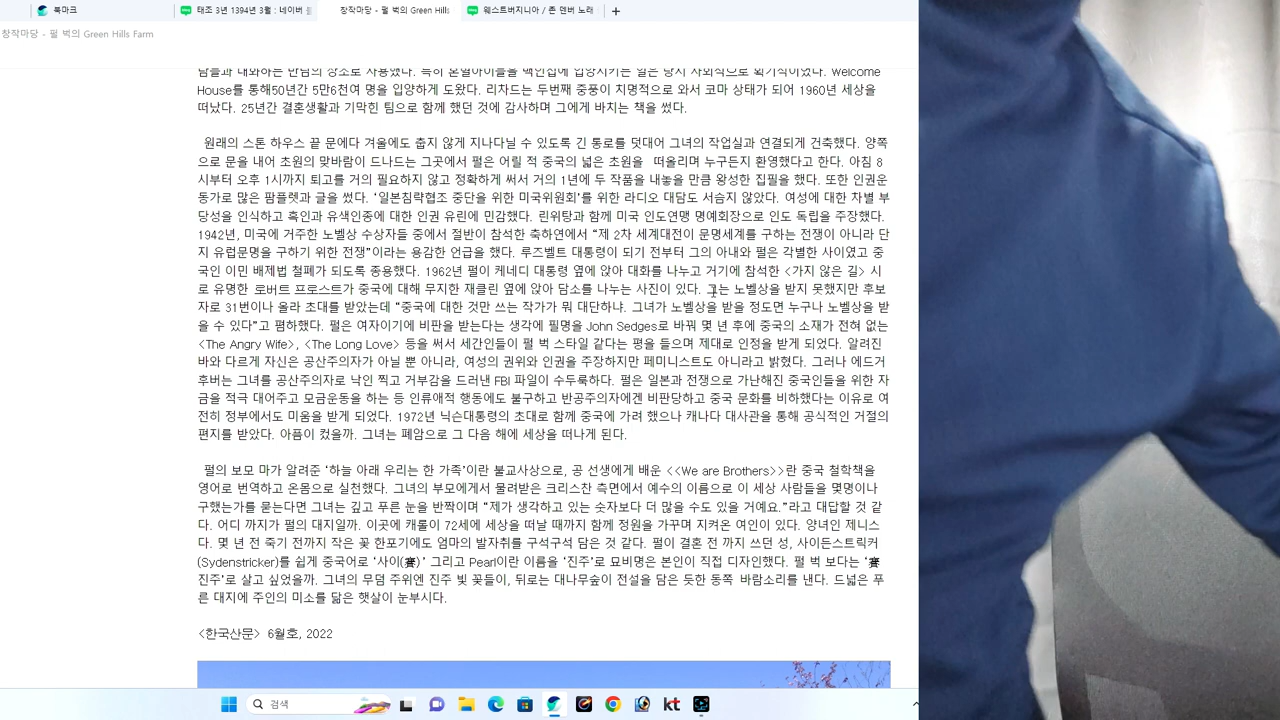 북마크
태조 3년 1394년 3월 : 네이버 블
창작마당 - 펄 벅의 Green Hills
웨스트버지니아 / 존 덴버 노래 :
창작마당 - 펄 벅의 Green Hills Farm
람들과 대화하는 만남의 장소로 사용했다. 특히 혼혈아이들을 백인집에 입양시키는 일은 당시 사회적으로 획기적이었다. Welcome
House를 통해50년간 5만6천여 명을 입양하게 도왔다. 리차드는 두번째 중풍이 치명적으로 와서 코마 상태가 되어 1960년 세상을
떠났다. 25년간 결혼생활과 기막힌 팀으로 함께 했던 것에 감사하며 그에게 바치는 책을 썼다.
원래의 스톤 하우스 끝 문에다 겨울에도 춥지 않게 지나다닐 수 있도록 긴 통로를 덧대어 그녀의 작업실과 연결되게 건축했다. 양쪽
으로 문을 내어 초원의 맞바람이 드나드는 그곳에서 펄은 어릴 적 중국의 넓은 초원을 떠올리며 누구든지 환영했다고 한다. 아침 8
시부터 오후 1시까지 퇴고를 거의 필요하지 않고 정확하게 써서 거의 1년에 두 작품을 내놓을 만큼 왕성한 집필을 했다. 또한 인권운
동가로 많은 팜플렛과 글을 썼다. ‘일본침략협조 중단을 위한 미국위원회’를 위한 라디오 대담도 서슴지 않았다. 여성에 대한 차별 부
당성을 인식하고 흑인과 유색인종에 대한 인권 유린에 민감했다. 린위탕과 함께 미국 인도연맹 명예회장으로 인도 독립을 주장했다.
1942년, 미국에 거주한 노벨상 수상자들 중에서 절반이 참석한 축하연에서 “제 2차 세계대전이 문명세계를 구하는 전쟁이 아니라 단
지 유럽문명을 구하기 위한 전쟁”이라는 용감한 언급을 했다. 루즈벨트 대통령이 되기 전부터 그의 아내와 펄은 각별한 사이였고 중
국인 이민 배제법 철폐가 되도록 종용했다. 1962년 펄이 케네디 대통령 옆에 앉아 대화를 나누고 거기에 참석한 <가지 않은 길> 시
로 유명한 로버트 프로스트가 중국에 대해 무지한 재클린 옆에 앉아 담소를 나누는 사진이 있다. 그는 노벨상을 받지 못했지만 후보
자로 31번이나 올라 초대를 받았는데 “중국에 대한 것만 쓰는 작가가 뭐 대단하냐. 그녀가 노벨상을 받을 정도면 누구나 노벨상을 받
을 수 있다”고 폄하했다. 펄은 여자이기에 비판을 받는다는 생각에 필명을 John Sedges로 바꿔 몇 년 후에 중국의 소재가 전혀 없는
<The Angry Wife>, <The Long Love> 등을 써서 세간인들이 펄 벅 스타일 같다는 평을 들으며 제대로 인정을 받게 되었다. 알려진
바와 다르게 자신은 공산주의자가 아닐 뿐 아니라, 여성의 권위와 인권을 주장하지만 페미니스트도 아니라고 밝혔다. 그러나 에드거
후버는 그녀를 공산주의자로 낙인 찍고 거부감을 드러낸 FBI 파일이 수두룩하다. 펄은 일본과 전쟁으로 가난해진 중국인들을 위한 자
금을 적극 대어주고 모금운동을 하는 등 인류애적 행동에도 불구하고 반공주의자에겐 비판당하고 중국 문화를 비하했다는 이유로 여
전히 정부에서도 미움을 받게 되었다. 1972년 닉슨대통령의 초대로 함께 중국에 가려 했으나 캐나다 대사관을 통해 공식적인 거절의
편지를 받았다. 아픔이 컸을까. 그녀는 폐암으로 그 다음 해에 세상을 떠나게 된다.
펄의 보모 마가 알려준 ‘하늘 아래 우리는 한 가족’이란 불교사상으로, 공 선생에게 배운 <<We are Brothers>>란 중국 철학책을
영어로 번역하고 온몸으로 실천했다. 그녀의 부모에게서 물려받은 크리스찬 측면에서 예수의 이름으로 이 세상 사람들을 몇명이나
구했는가를 묻는다면 그녀는 깊고 푸른 눈을 반짝이며 “제가 생각하고 있는 숫자보다 더 많을 수도 있을 거예요.”라고 대답할 것 같
다. 어디 까지가 펄의 대지일까. 이곳에 캐롤이 72세에 세상을 떠날 때까지 함께 정원을 가꾸며 지켜온 여인이 있다. 양녀인 제니스
다. 몇 년 전 죽기 전까지 작은 꽃 한포기에도 엄마의 발자취를 구석구석 담은 것 같다. 펄이 결혼 전 까지 쓰던 성, 사이든스트릭커
(Sydenstricker)를 쉽게 중국어로 ‘사이(賽)’ 그리고 Pearl이란 이름을 ‘진주’로 묘비명은 본인이 직접 디자인했다. 펄 벅 보다는 ‘賽
진주’로 살고 싶었을까. 그녀의 무덤 주위엔 진주 빛 꽃들이, 뒤로는 대나무숲이 전설을 담은 듯한 동쪽 바람소리를 낸다. 드넓은 푸
른 대지에 주인의 미소를 닮은 햇살이 눈부시다.
<한국산문> 6월호, 2022
검색
kt